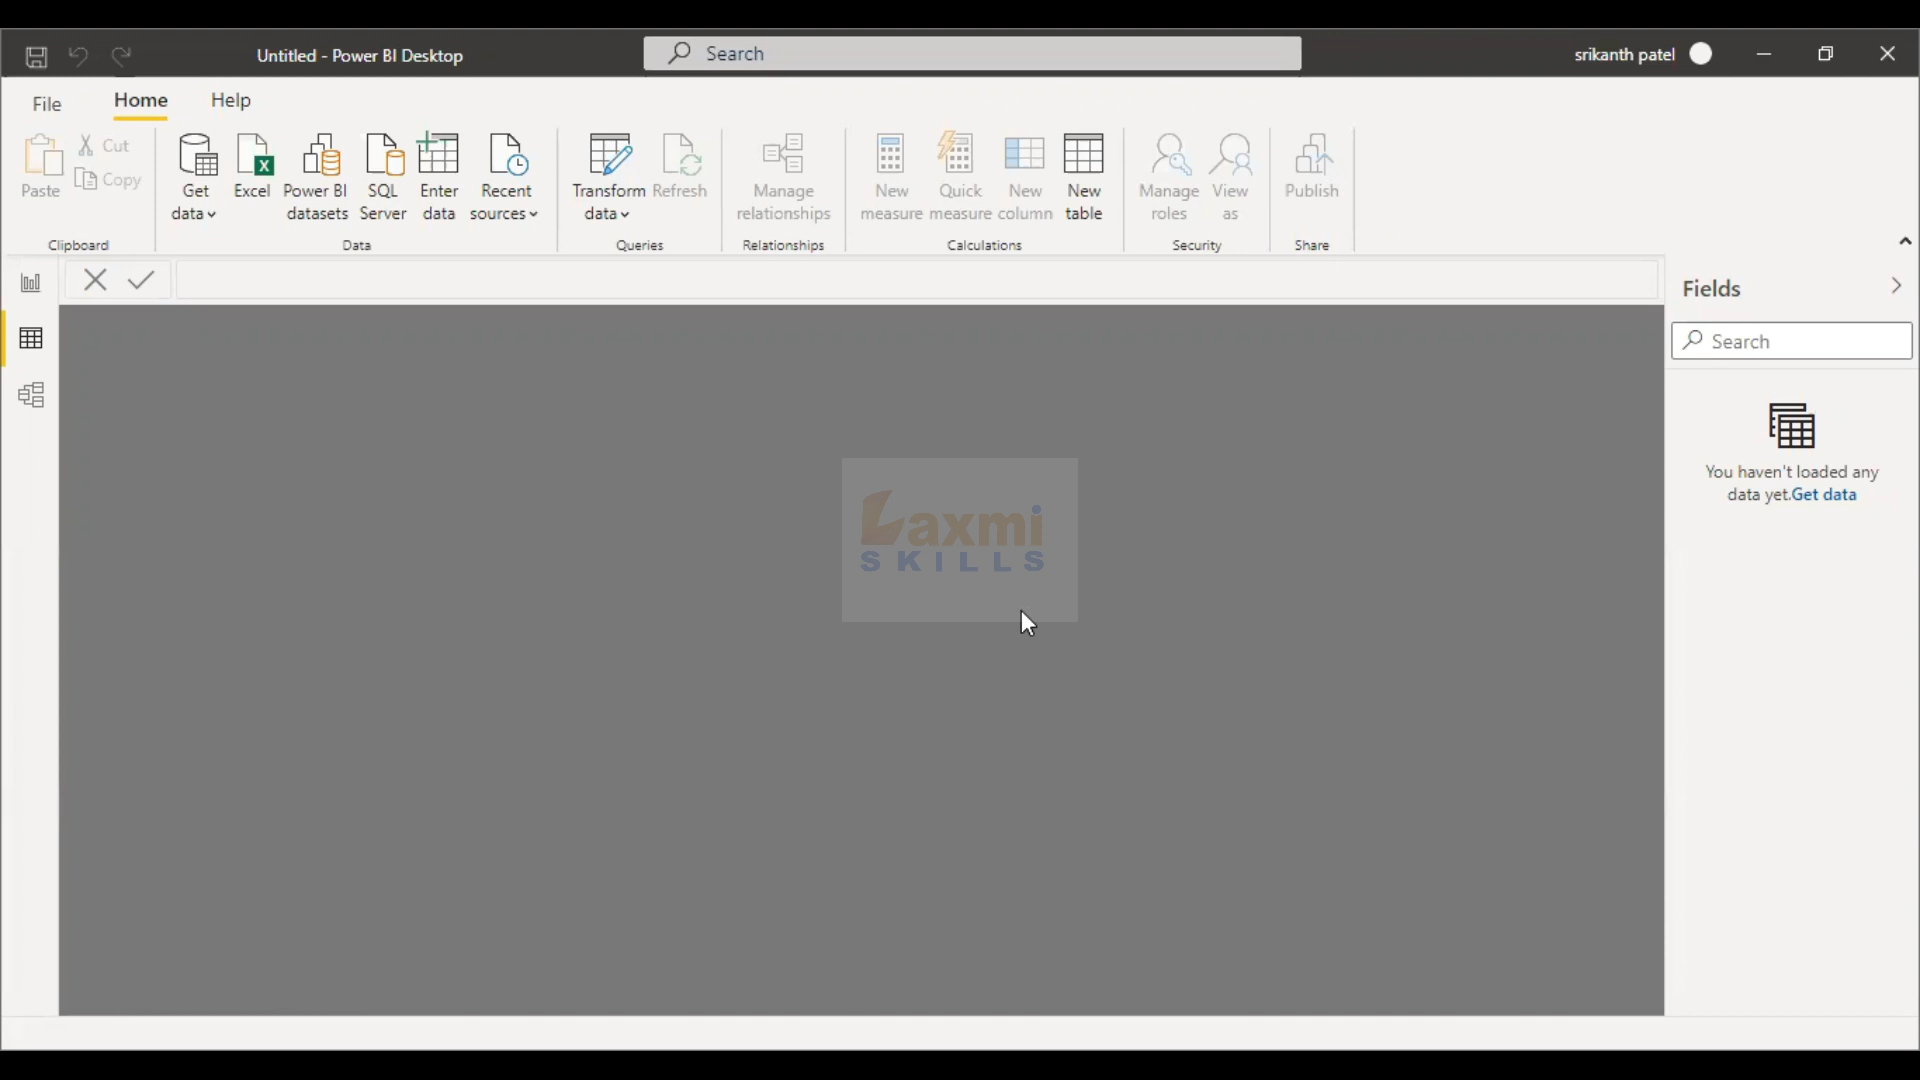 Untitled - Power BI Desktop
Search
srikanth patel
File
Home
Help
Paste
Cut
Copy
Clipboard
Get
data
Excel
Power BI
datasets
SQL
Server
Enter
data
Recent
sources
Data
Transform
data
Refresh
Queries
Manage
relationships
Relationships
New
measure
Quick
measure
New
column
New
table
Calculations
Manage
roles
View
as
Security
Publish
Share
Fields
Search
You haven't loaded any
data yet.Get data
Laxmi
SKILLS